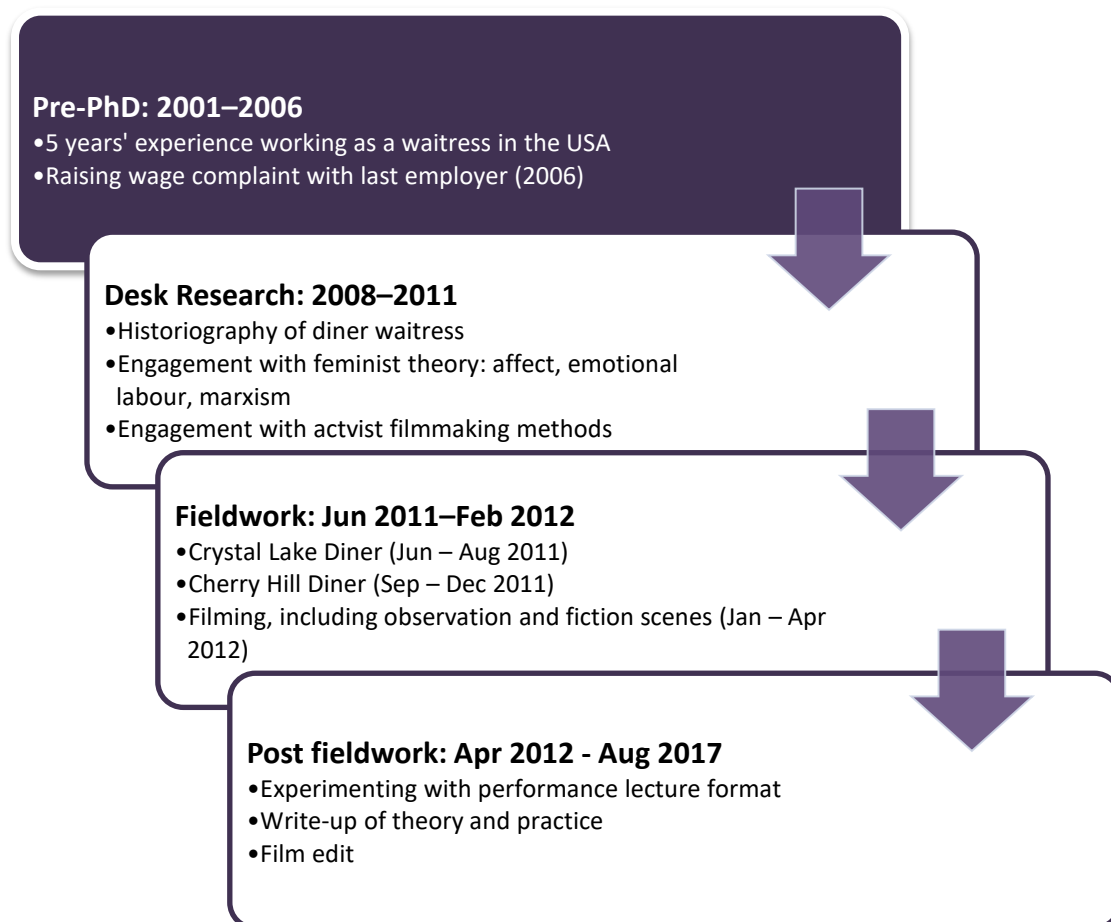 Pre-PhD: 2001–2006
•5 years' experience working as a waitress in the USA
•Raising wage complaint with last employer (2006)
Desk Research: 2008–2011
•Historiography of diner waitress
•Engagement with feminist theory: affect, emotional
labour, marxism
•Engagement with actvist filmmaking methods
Fieldwork: Jun 2011–Feb 2012
•Crystal Lake Diner (Jun – Aug 2011)
•Cherry Hill Diner (Sep – Dec 2011)
•Filming, including observation and fiction scenes (Jan – Apr
2012)
Post fieldwork: Apr 2012 - Aug 2017
•Experimenting with performance lecture format
•Write-up of theory and practice
•Film edit